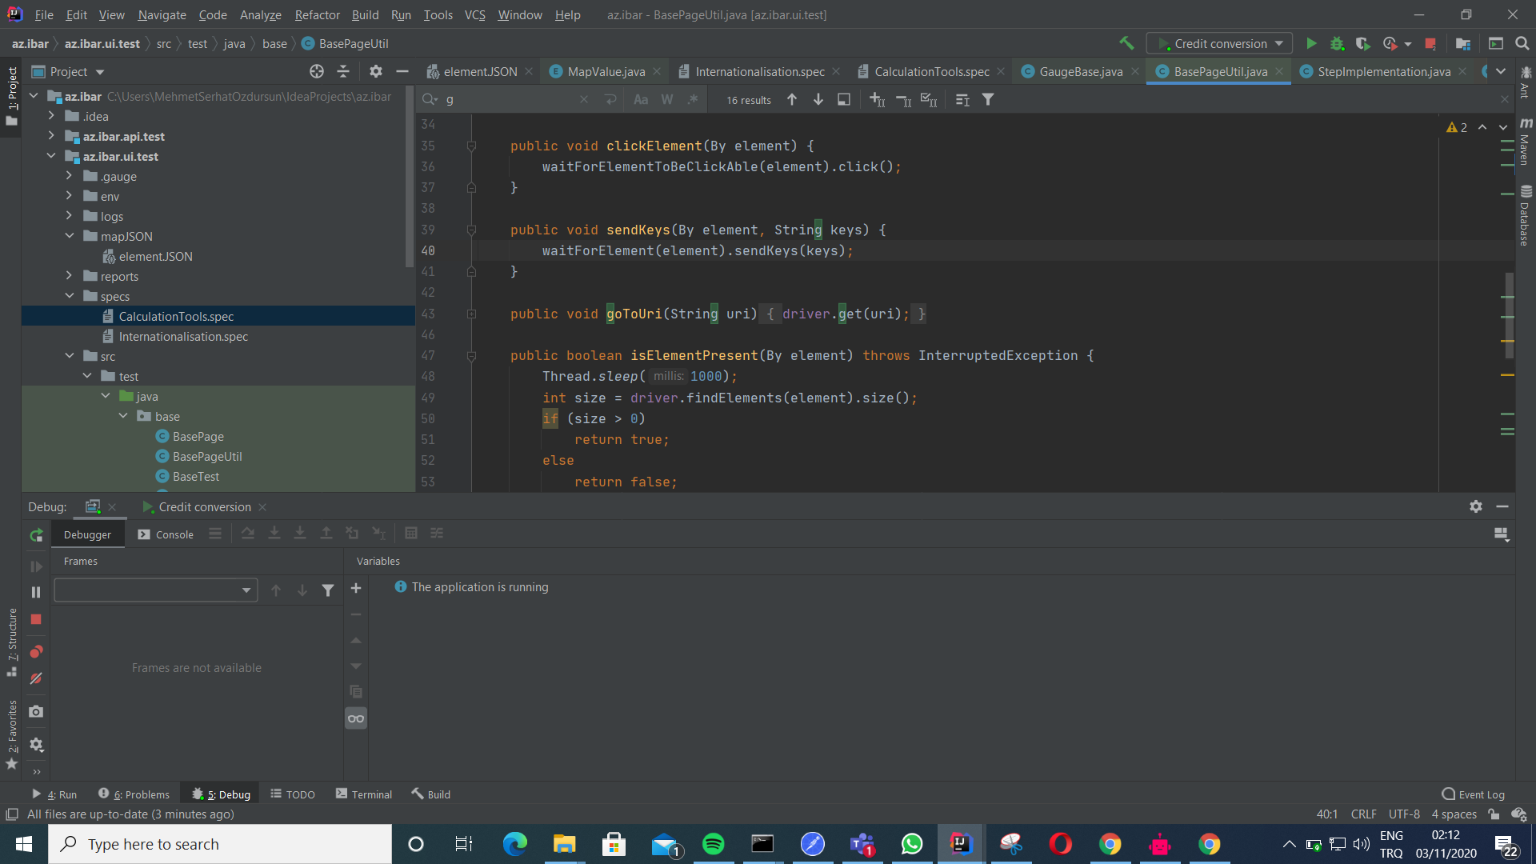 File Edit View Navigate Code Analyze Refactor Build Run Tools VCS Window Help az.ibar - BasePageUtil.java [az.ibar.ui.test]
az.ibar az.ibar.ui.test src test java base BasePageUtil Credit conversion
Project elementJSON MapValue.java Internationalisation.spec CalculationTools.spec GaugeBase.java BasePageUtil.java StepImplementation.java
1: Project
7: Structure
2: Favorites
Ant
Maven
Database
az.ibar C:\Users\MehmetSerhatOzdursun\IdeaProjects\az.ibar
.idea
az.ibar.api.test
az.ibar.ui.test
.gauge
env
logs
mapJSON
elementJSON
reports
specs
CalculationTools.spec
Internationalisation.spec
src
test
java
base
BasePage
BasePageUtil
BaseTest
g Aa W .* 16 results
2
34
35 public void clickElement(By element) {
36 waitForElementToBeClickAble(element).click();
37 }
38
39 public void sendKeys(By element, String keys) {
40 waitForElement(element).sendKeys(keys);
41 }
42
43 public void goToUri(String uri) { driver.get(uri); }
46
47 public boolean isElementPresent(By element) throws InterruptedException {
48 Thread.sleep( millis: 1000);
49 int size = driver.findElements(element).size();
50 if (size > 0)
51 return true;
52 else
53 return false;
Debug: Credit conversion
Debugger Console
Frames Variables
The application is running
Frames are not available
4: Run 6: Problems 5: Debug TODO Terminal Build Event Log
All files are up-to-date (3 minutes ago) 40:1 CRLF UTF-8 4 spaces
Type here to search 1 1 ENG 02:12
TRQ 03/11/2020 22